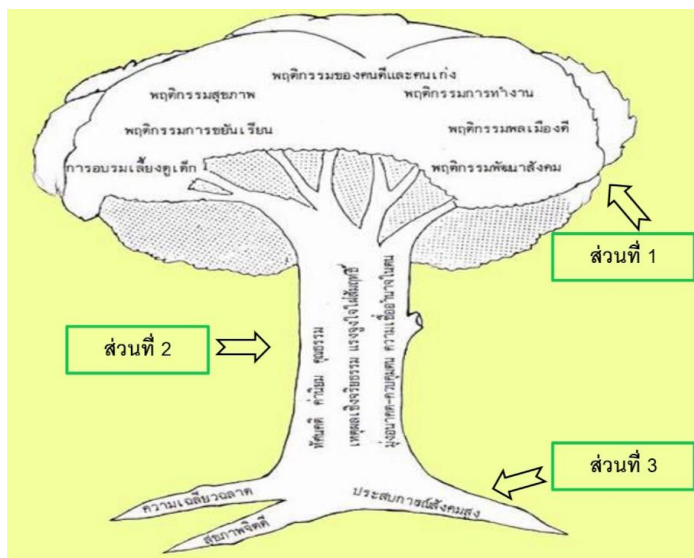 พฤติกรรมของคนดีและคนเก่ง
พฤติกรรมสุขภาพ
พฤติกรรมการทำงาน
พฤติกรรมการขยันเรียน
พฤติกรรมพลเมืองดี
การอบรมเลี้ยงดูเด็ก
พฤติกรรมพัฒนาสังคม
ส่วนที่ 1
ส่วนที่ 2
ทัศนคติ ค่านิยม คุณธรรม
เหตุผลเชิงจริยธรรม แรงจูงใจใฝ่สัมฤทธิ์
มุ่งอนาคต-ควบคุมตน ความเชื่ออำนาจในตน
ส่วนที่ 3
ความเฉลียวฉลาด
ประสบการณ์สังคมสูง
สุขภาพจิตดี